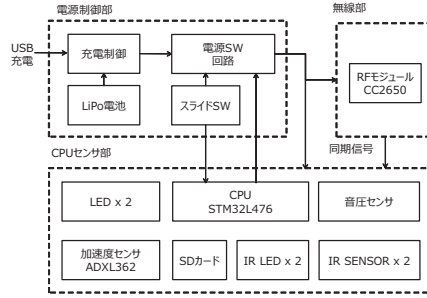 電源制御部
無線部
USB
充電
充電制御
電源SW
回路
RFモジュール
CC2650
LiPo電池
スライドSW
同期信号
CPUセンサ部
LED x 2
CPU
STM32L476
音圧センサ
加速度センサ
ADXL362
SDカード
IR LED x 2
IR SENSOR x 2